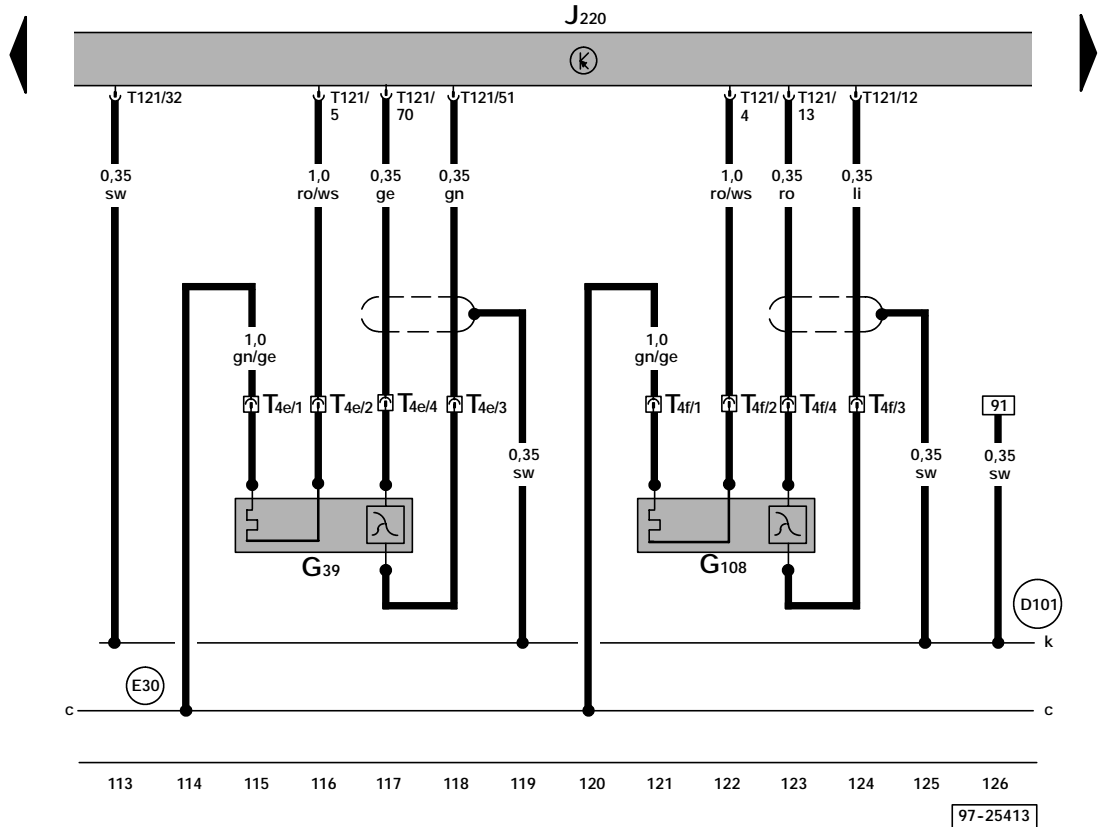 J220
T121/32
T121/
5
T121/
70
T121/51
T121/
4
T121/
13
T121/12
0,35
sw
1,0
ro/ws
0,35
ge
0,35
gn
1,0
ro/ws
0,35
ro
0,35
li
1,0
gn/ge
1,0
gn/ge
T4e/1
T4e/2
T4e/4
T4e/3
T4f/1
T4f/2
T4f/4
T4f/3
91
0,35
sw
0,35
sw
0,35
sw
G39
G108
D101
k
E30
c
c
113 114 115 116 117 118 119 120 121 122 123 124 125 126
97-25413